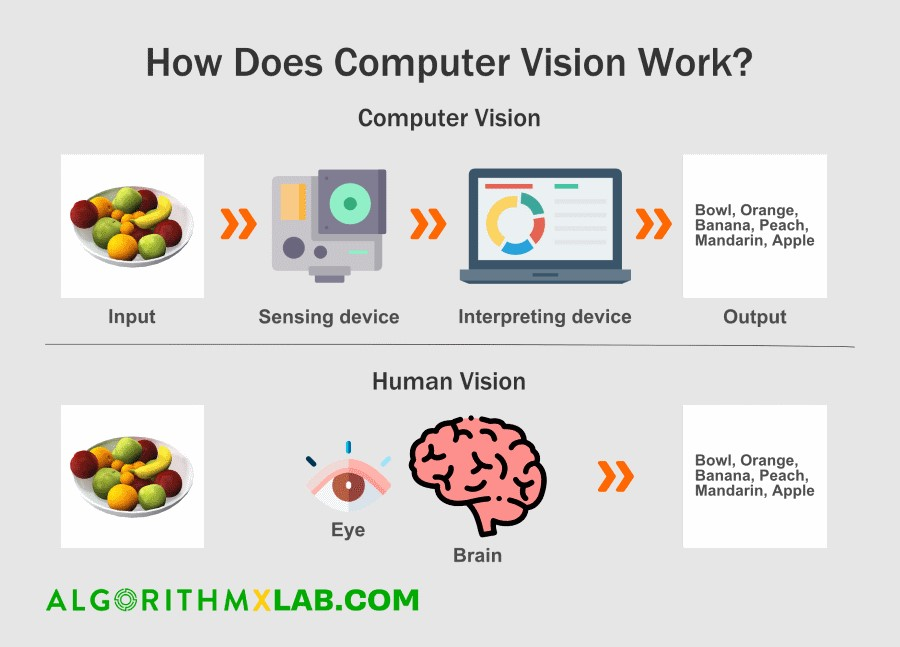 How Does Computer Vision Work?
Computer Vision
Bowl, Orange,
Banana, Peach,
Mandarin, Apple
Input
Sensing device
Interpreting device
Output
Human Vision
Bowl, Orange,
Banana, Peach,
Mandarin, Apple
Eye
Brain
ALGORITHMXLAB.COM